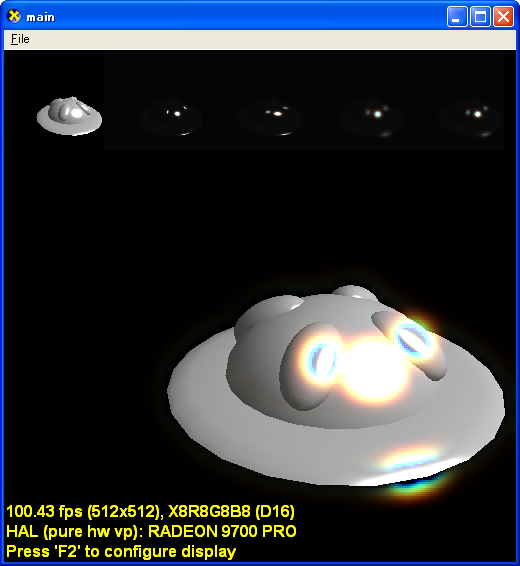 main
File
100.43 fps (512x512), X8R8G8B8 (D16)
HAL (pure hw vp): RADEON 9700 PRO
Press 'F2' to configure display